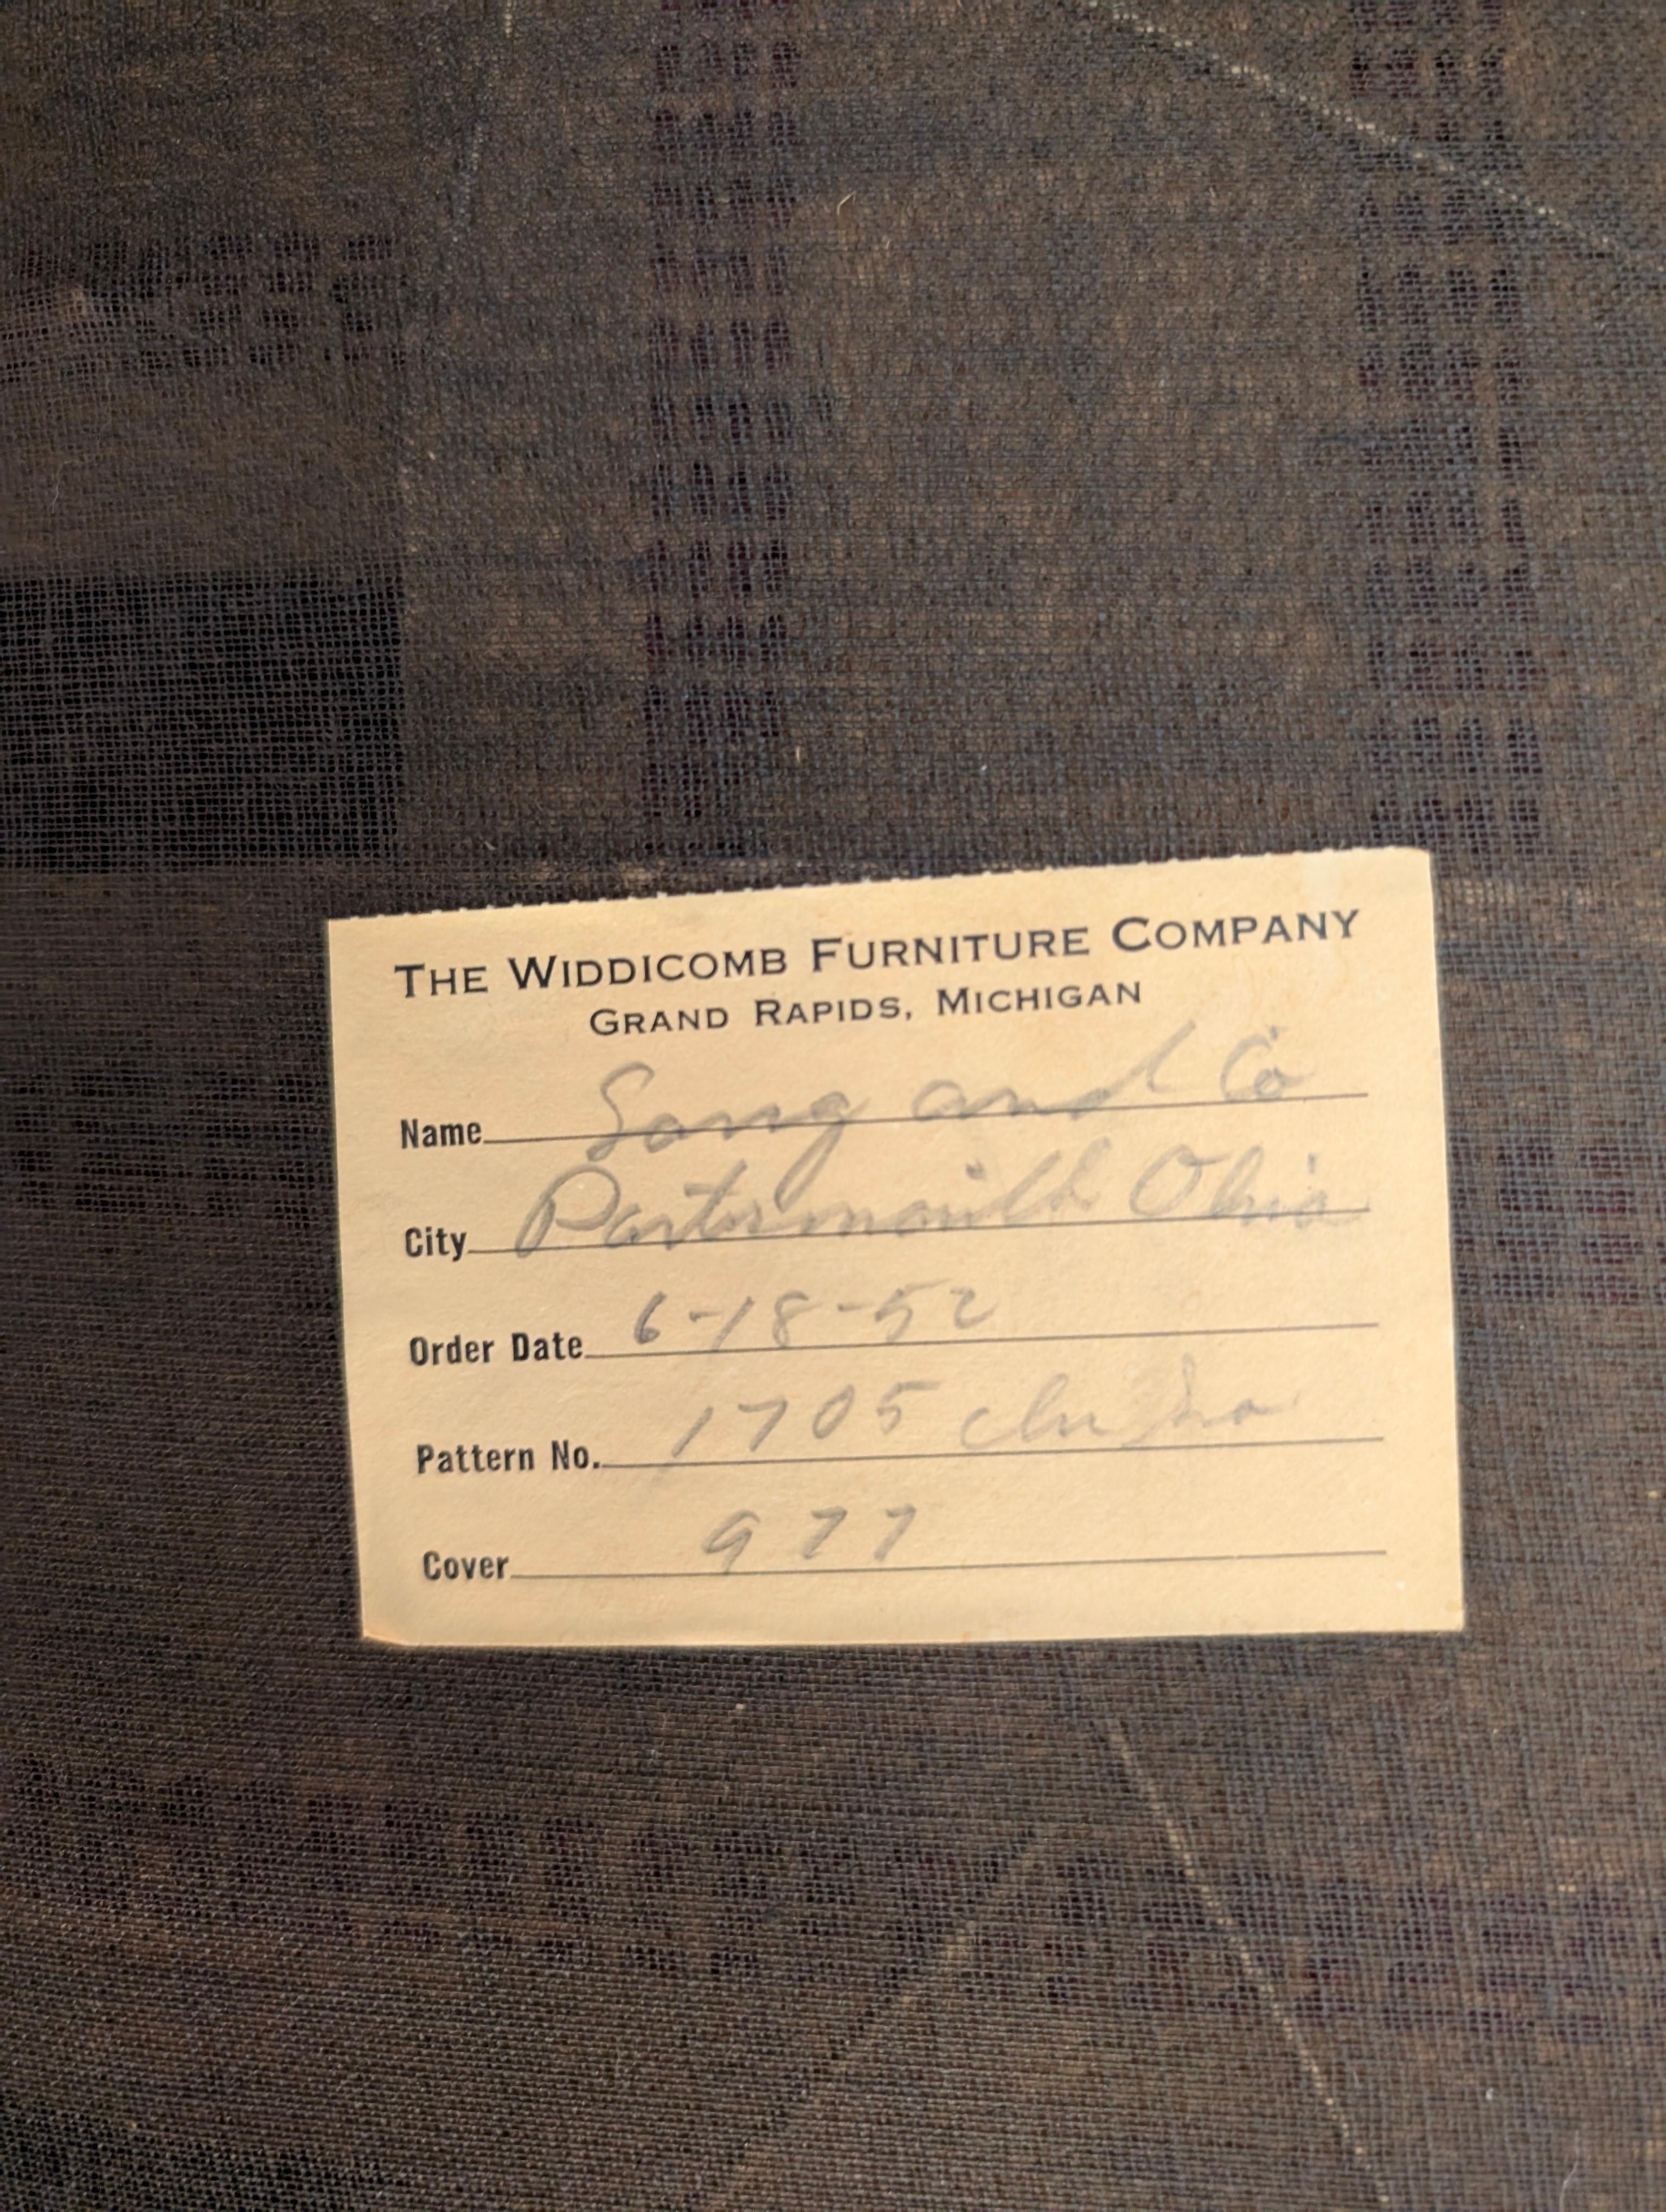 THE WIDDICOMB FURNITURE COMPANY
GRAND RAPIDS, MICHIGAN
Name and Co
City Portsmouth Ohio
Order Date 6-18-52
Pattern No. 1705
Cover 977